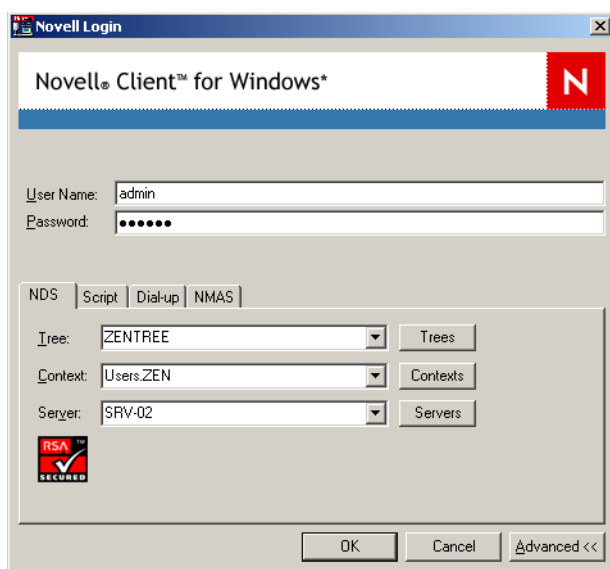 Novell Login
Novell® Client™ for Windows*
N
User Name: admin
Password: ●●●●●●
NDS Script Dial-up NMAS
Tree: ZENTREE Trees
Context: Users.ZEN Contexts
Server: SRV-02 Servers
RSA ™
SECURED
OK Cancel Advanced <<